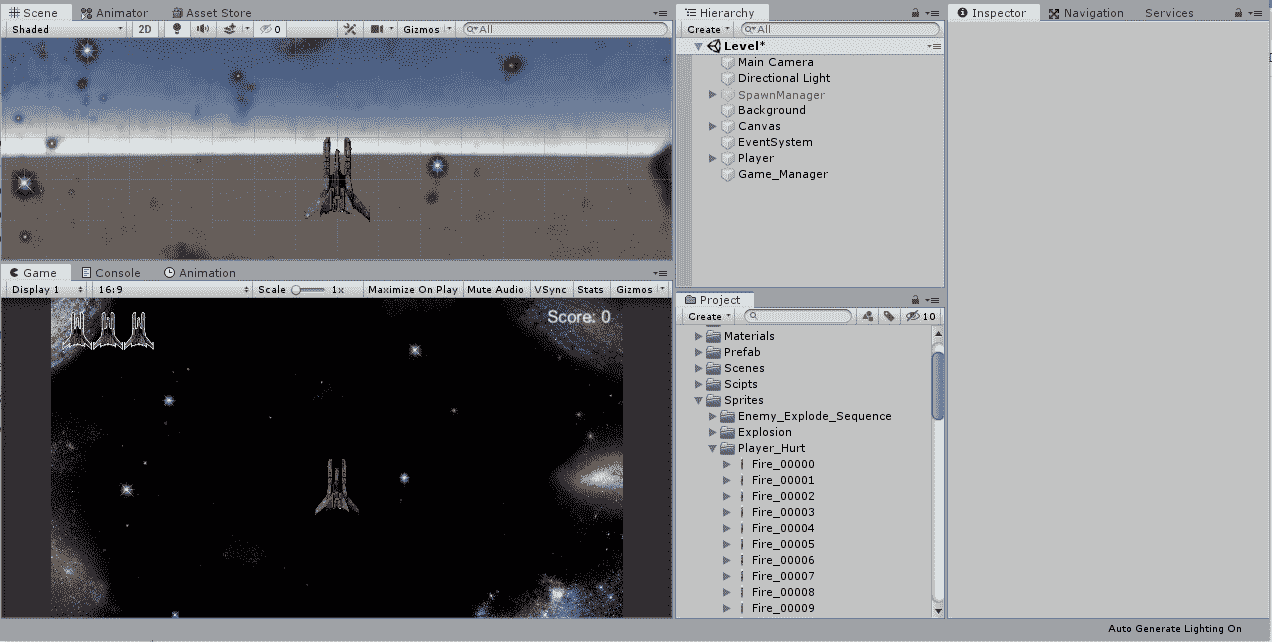 Scene Animator Asset Store
Shaded 2D 0 Gizmos All
Game Console Animation
Display 1 16:9 Scale 1x Maximize On Play Mute Audio VSync Stats Gizmos
Score: 0
Hierarchy
Create All
Level*
Main Camera
Directional Light
SpawnManager
Background
Canvas
EventSystem
Player
Game_Manager
Project
Create 10
Materials
Prefab
Scenes
Scipts
Sprites
Enemy_Explode_Sequence
Explosion
Player_Hurt
Fire_00000
Fire_00001
Fire_00002
Fire_00003
Fire_00004
Fire_00005
Fire_00006
Fire_00007
Fire_00008
Fire_00009
Inspector Navigation Services
Auto Generate Lighting On